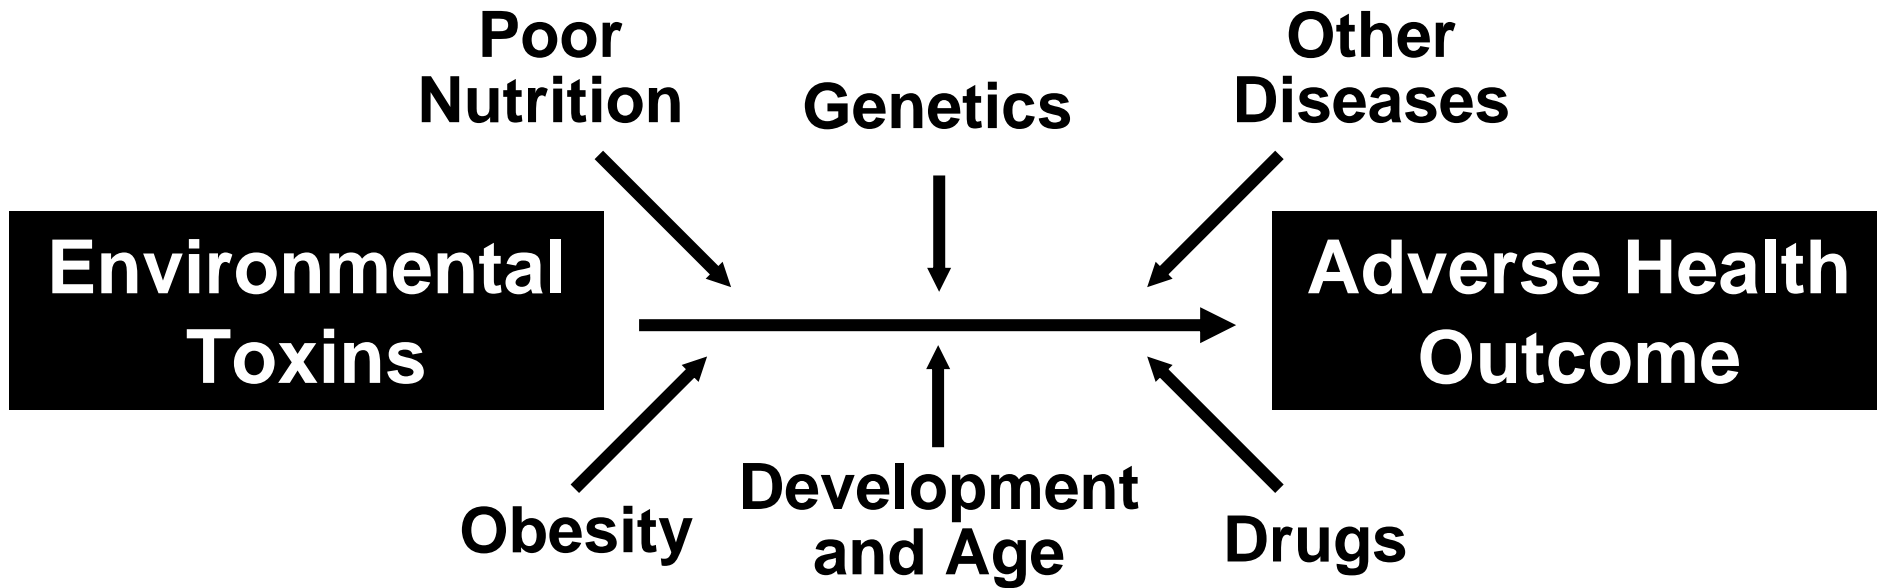 Poor
Nutrition
Genetics
Other
Diseases
Environmental
Toxins
Adverse Health
Outcome
Obesity
Development
and Age
Drugs